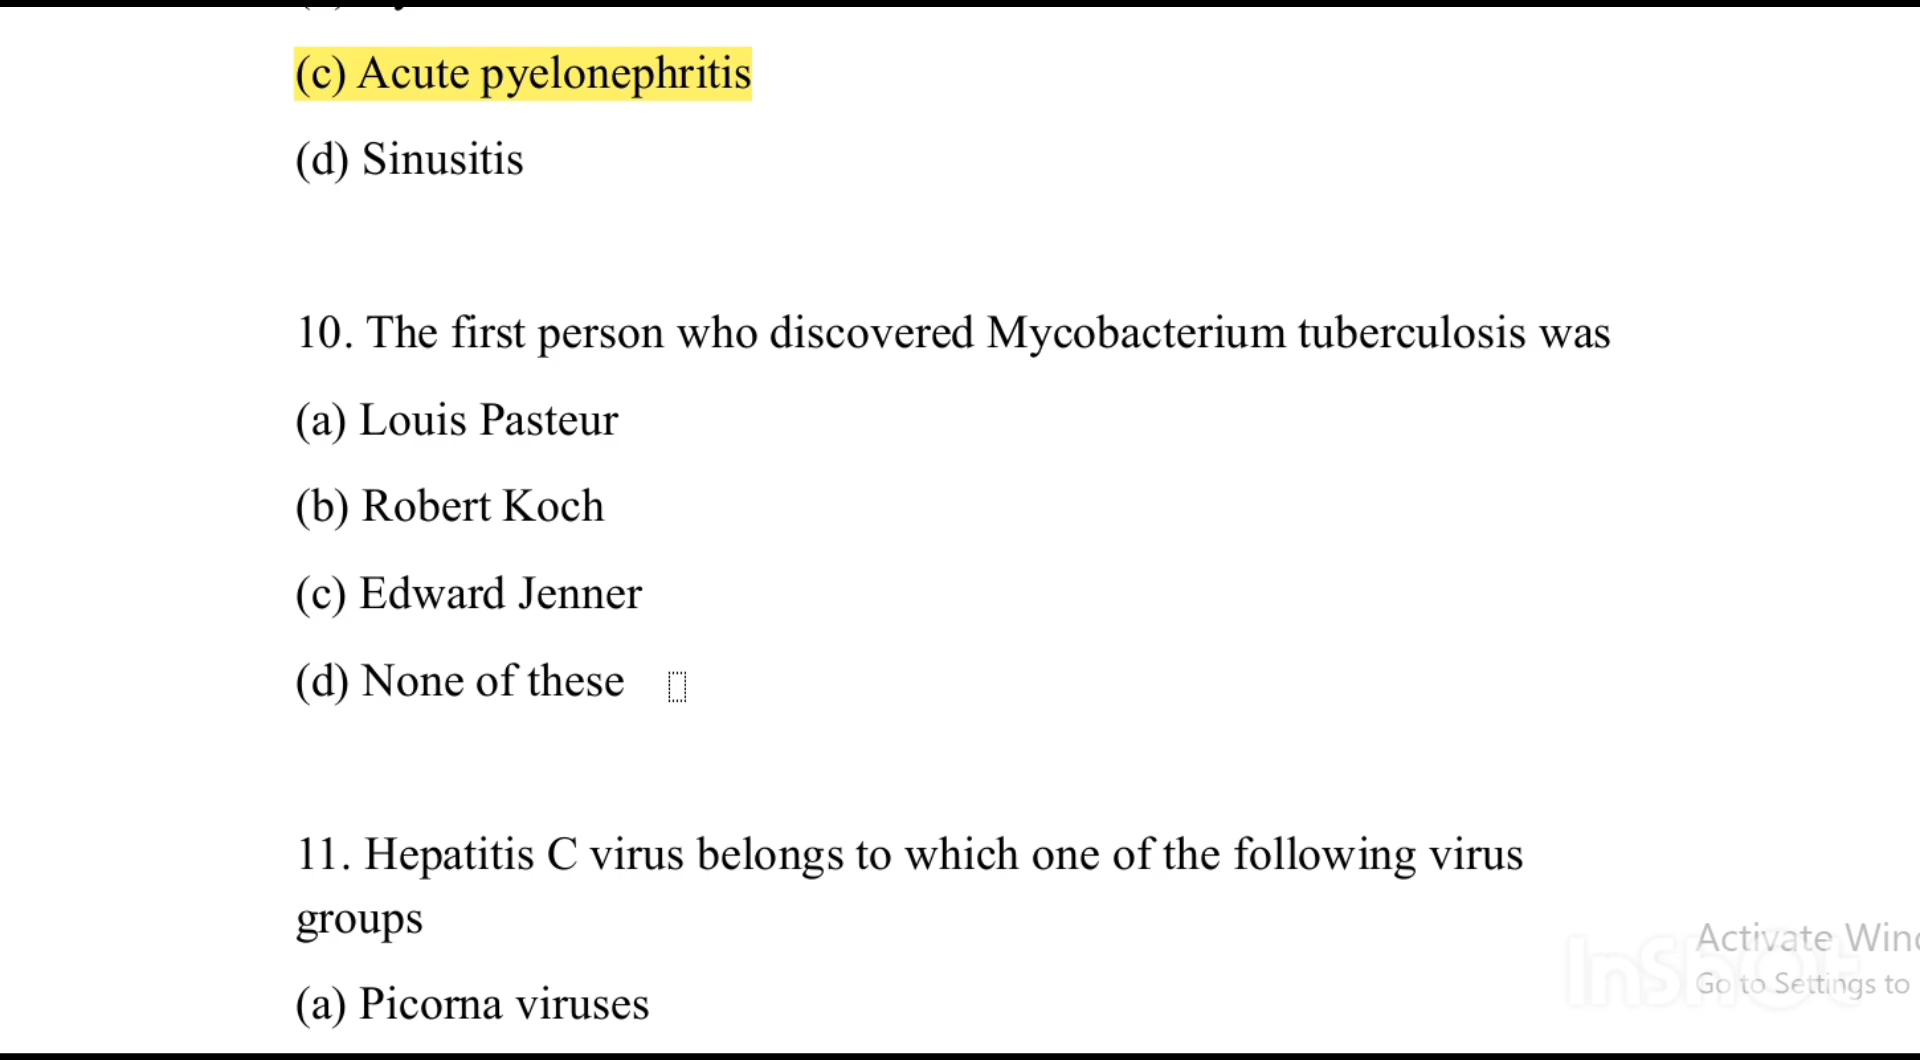 (c) Acute pyelonephritis
(d) Sinusitis
10. The first person who discovered Mycobacterium tuberculosis was
(a) Louis Pasteur
(b) Robert Koch
(c) Edward Jenner
(d) None of these
11. Hepatitis C virus belongs to which one of the following virus
groups
(a) Picorna viruses
Activate Win
Go to Settings to
InShot